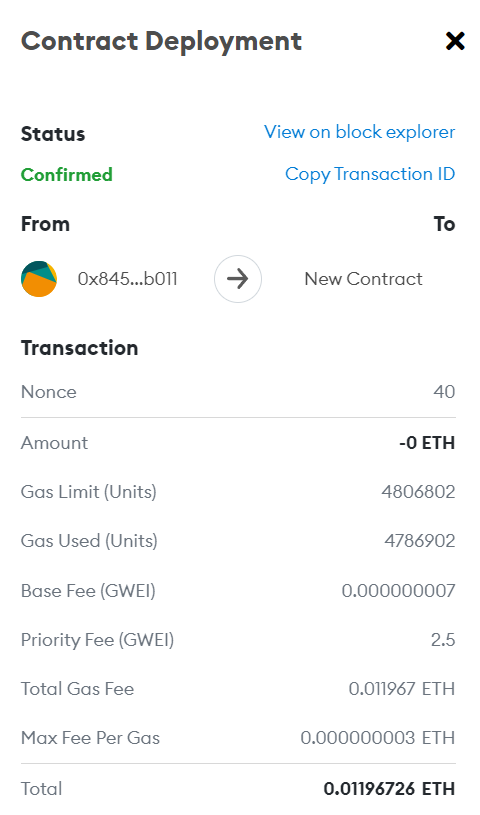 Contract Deployment
Status View on block explorer
Confirmed Copy Transaction ID
From To
0x845...b011 New Contract
Transaction
Nonce 40
Amount -0 ETH
Gas Limit (Units) 4806802
Gas Used (Units) 4786902
Base Fee (GWEI) 0.000000007
Priority Fee (GWEI) 2.5
Total Gas Fee 0.011967 ETH
Max Fee Per Gas 0.000000003 ETH
Total 0.01196726 ETH